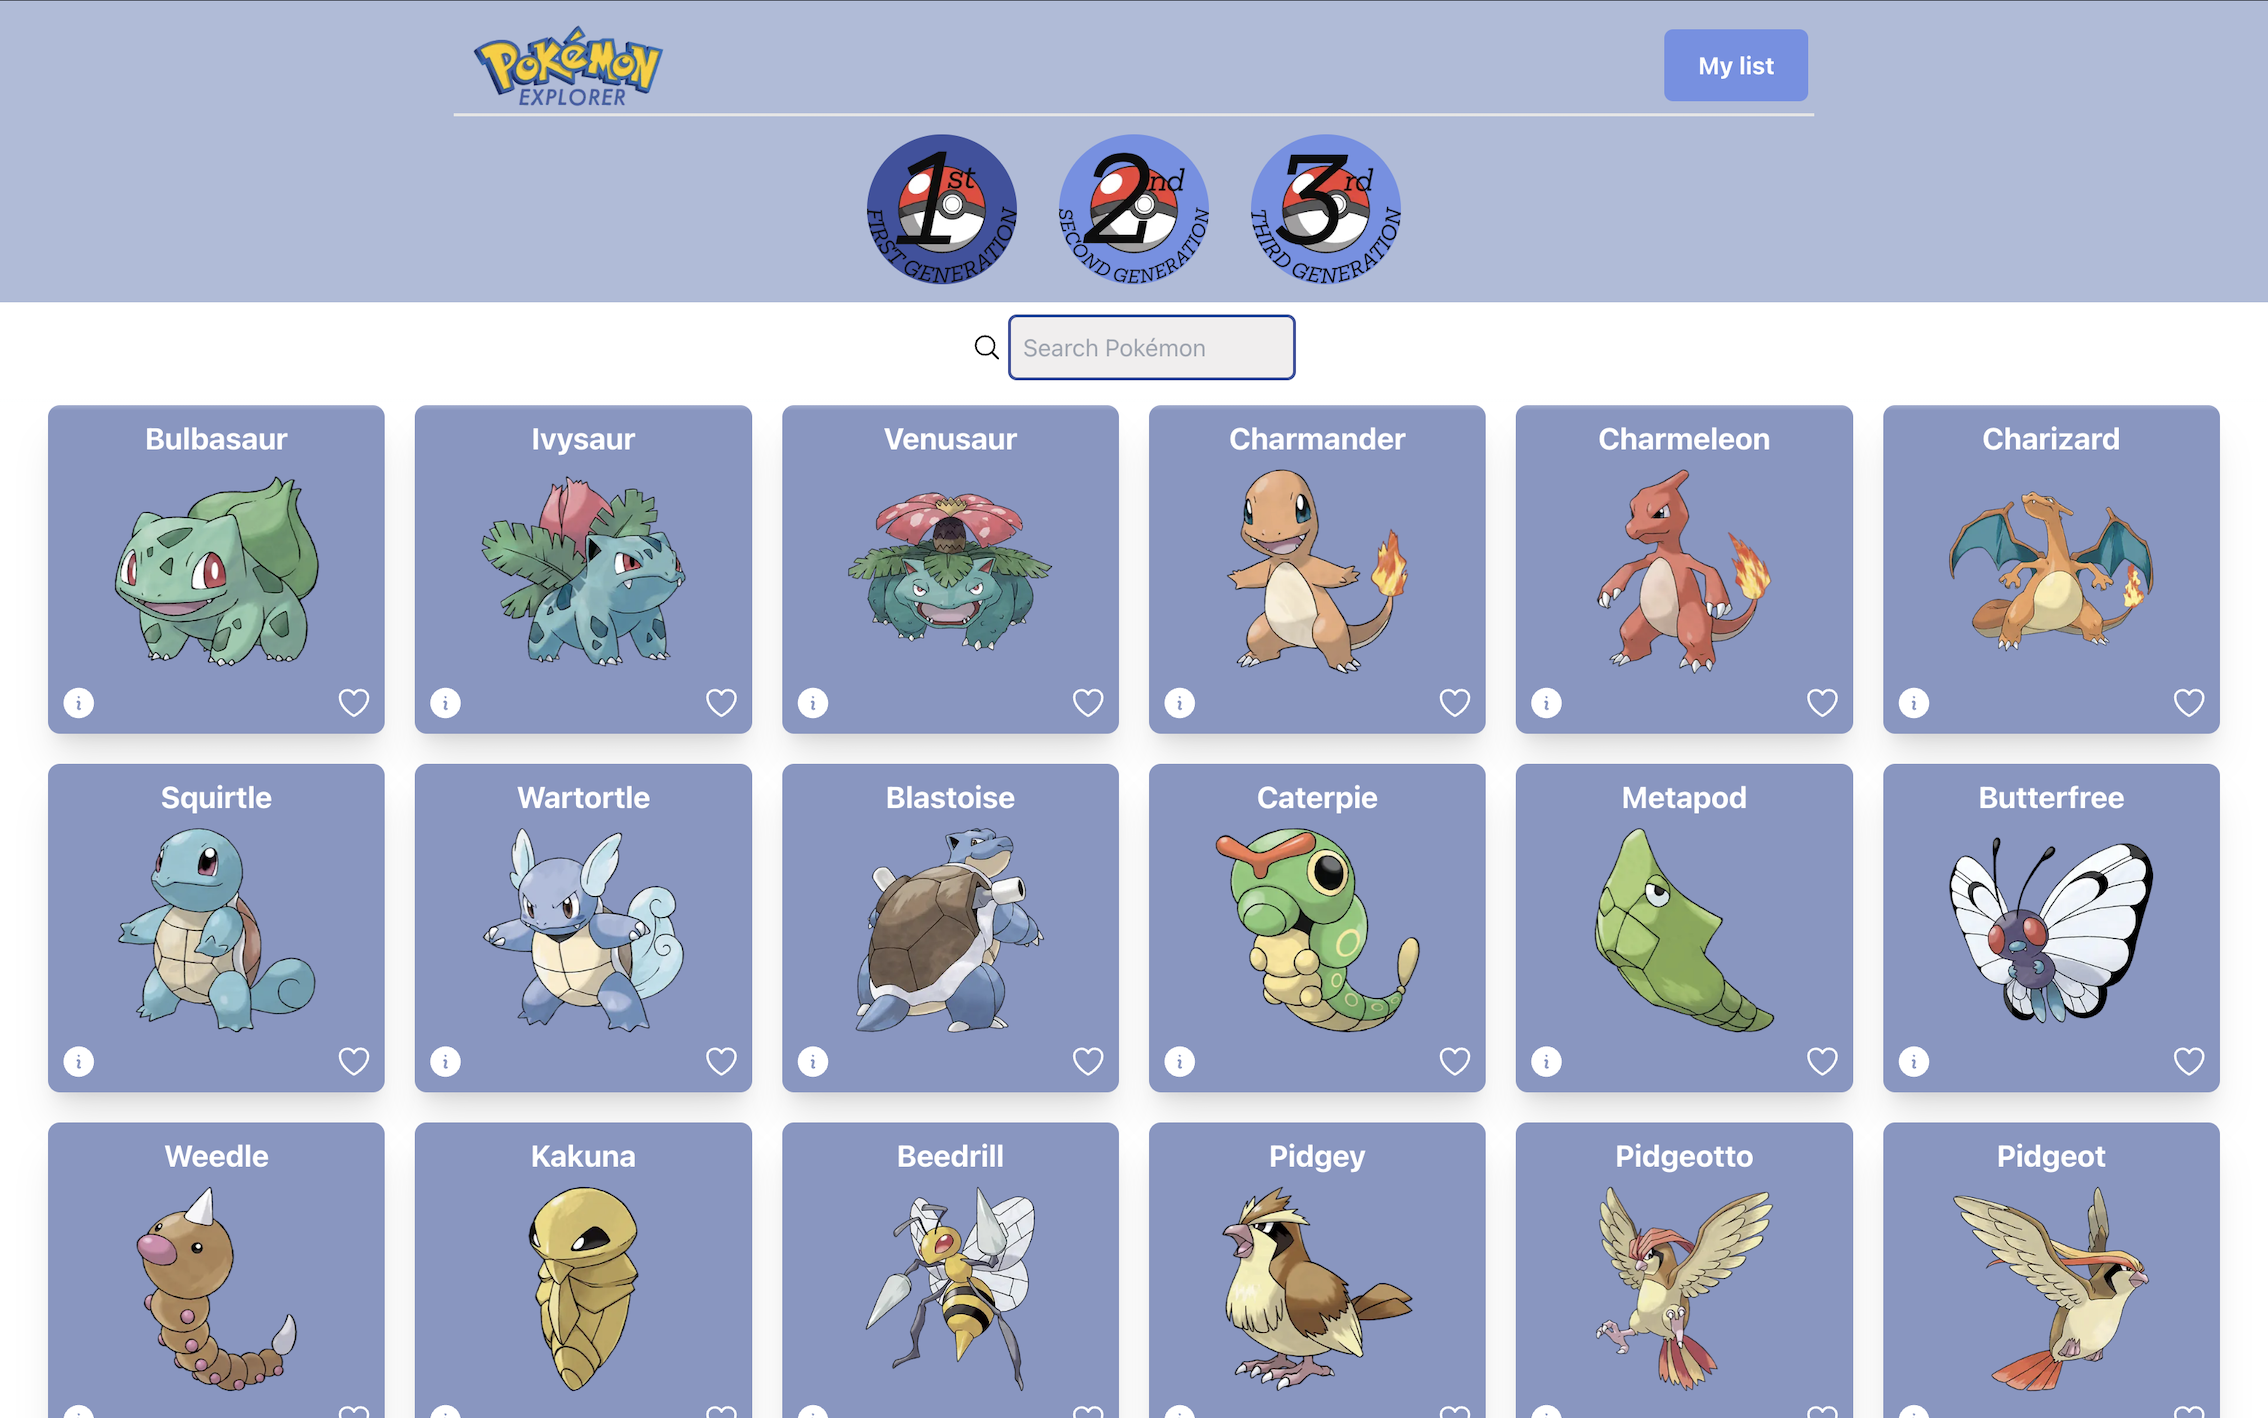 POKéMON
EXPLORER
My list
1st
FIRST GENERATION
2nd
SECOND GENERATION
3rd
THIRD GENERATION
Search Pokémon
Bulbasaur
Ivysaur
Venusaur
Charmander
Charmeleon
Charizard
i
i
i
i
i
i
Squirtle
Wartortle
Blastoise
Caterpie
Metapod
Butterfree
i
i
i
i
i
i
Weedle
Kakuna
Beedrill
Pidgey
Pidgeotto
Pidgeot